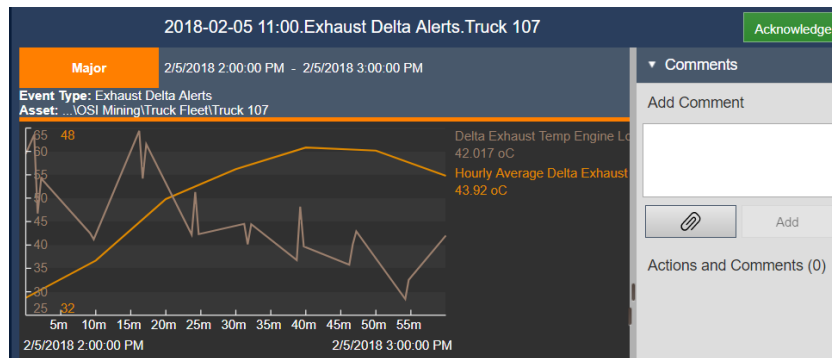 2018-02-05 11:00.Exhaust Delta Alerts.Truck 107
Acknowledge
Major
2/5/2018 2:00:00 PM - 2/5/2018 3:00:00 PM
Event Type: Exhaust Delta Alerts
Asset: ...\OSI Mining\Truck Fleet\Truck 107
65
48
60
55
50
45
40
35
30
25
32
5m 10m 15m 20m 25m 30m 35m 40m 45m 50m 55m
2/5/2018 2:00:00 PM
2/5/2018 3:00:00 PM
Delta Exhaust Temp Engine Lo
42.017 oC
Hourly Average Delta Exhaust
43.92 oC
Comments
Add Comment
Add
Actions and Comments (0)